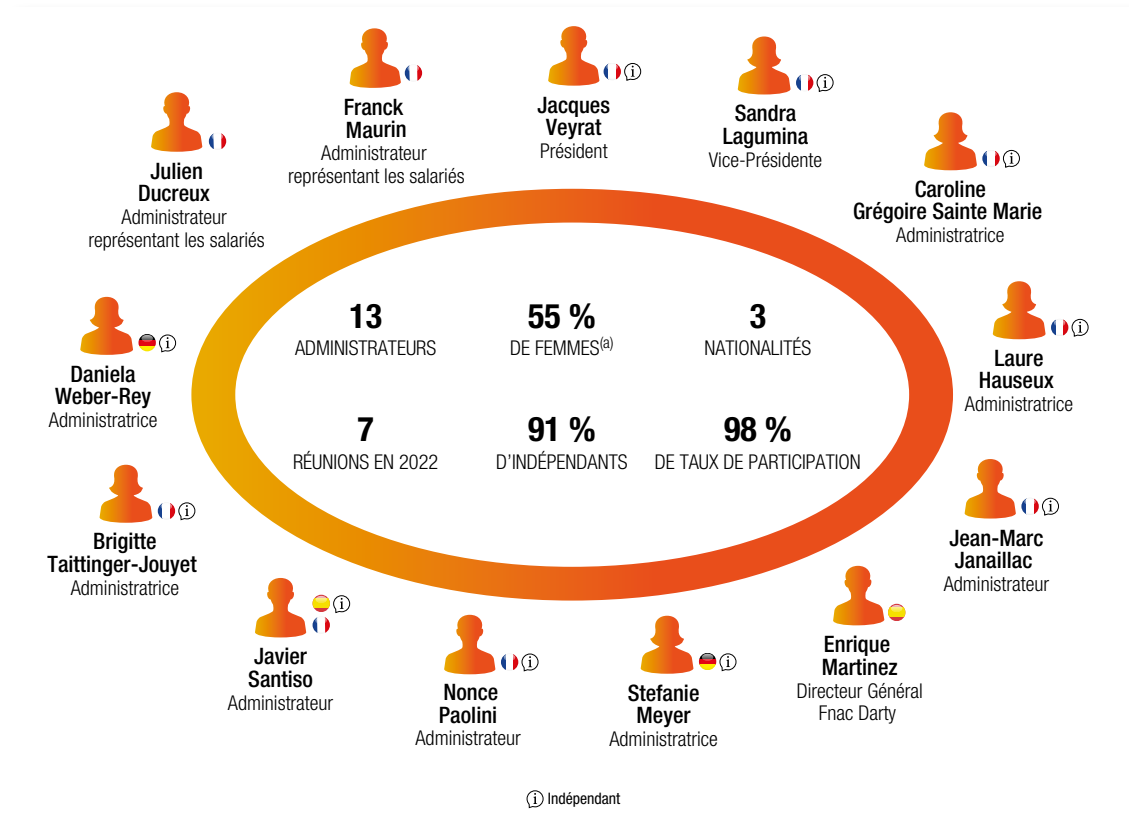 Jacques
Veyrat
Président
Sandra
Lagumina
Vice-Présidente
Caroline
Grégoire Sainte Marie
Administratrice
Laure
Hauseux
Administratrice
Jean-Marc
Janaillac
Administrateur
Enrique
Martinez
Directeur Général
Fnac Darty
Stefanie
Meyer
Administratrice
Nonce
Paolini
Administrateur
Javier
Santiso
Administrateur
Brigitte
Taittinger-Jouyet
Administratrice
Daniela
Weber-Rey
Administratrice
Julien
Ducreux
Administrateur
représentant les salariés
Franck
Maurin
Administrateur
représentant les salariés
13
ADMINISTRATEURS
55 %
DE FEMMES(a)
3
NATIONALITÉS
7
RÉUNIONS EN 2022
91 %
D'INDÉPENDANTS
98 %
DE TAUX DE PARTICIPATION
i Indépendant